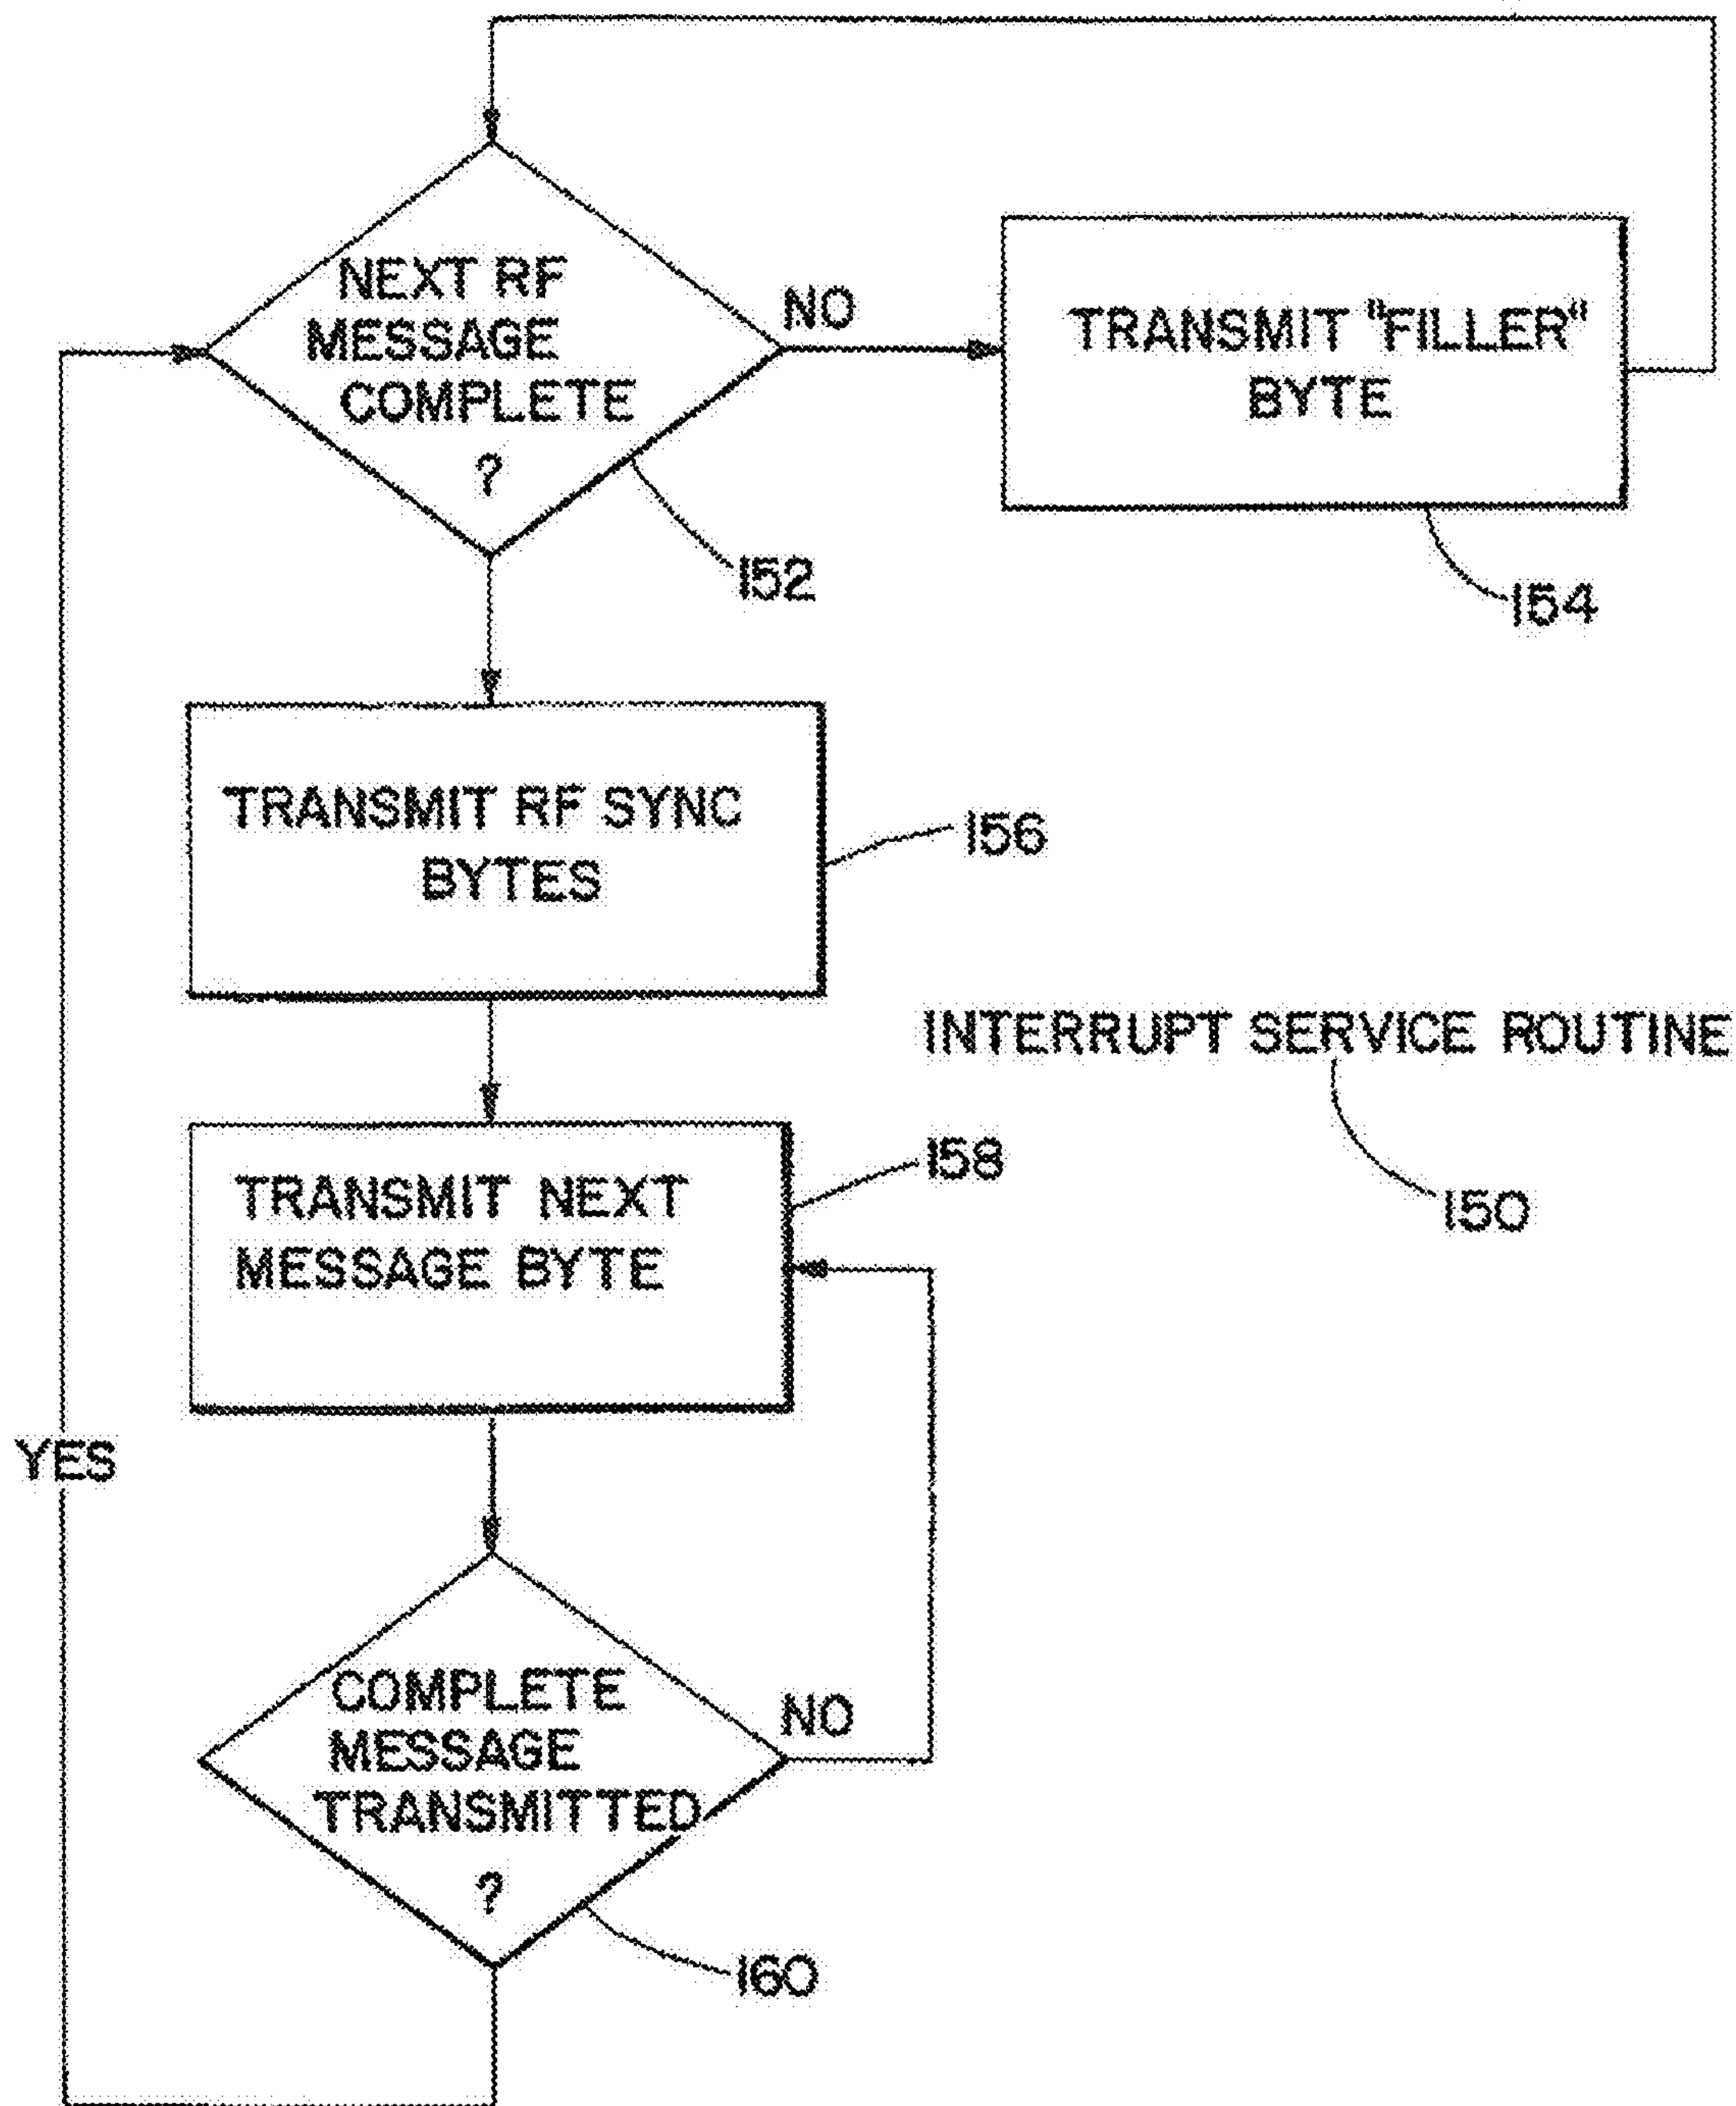 NEXT RF
MESSAGE
COMPLETE
?
NO
152
TRANSMIT "FILLER"
BYTE
154
TRANSMIT RF SYNC
BYTES
156
INTERRUPT SERVICE ROUTINE
150
TRANSMIT NEXT
MESSAGE BYTE
158
YES
COMPLETE
MESSAGE
TRANSMITTED
?
NO
160